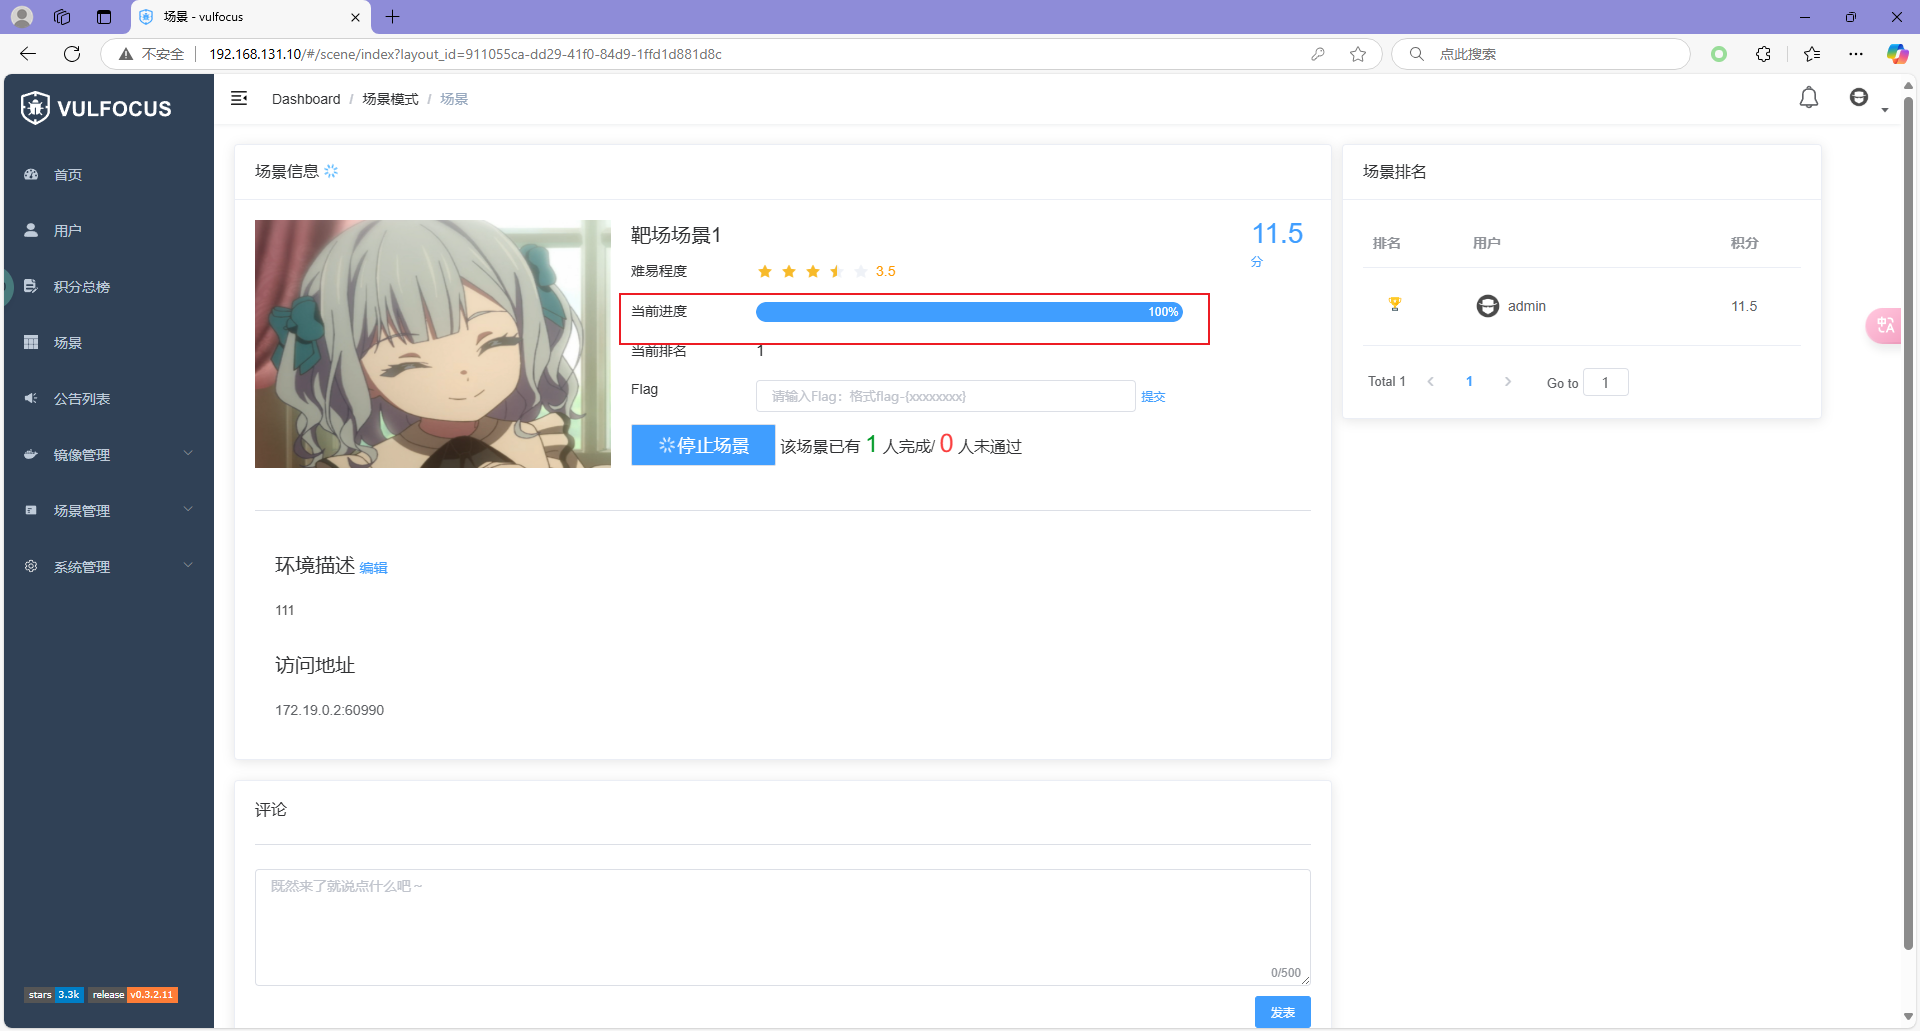 场景 - vulfocus
不安全
192.168.131.10/#/scene/index?layout_id=911055ca-dd29-41f0-84d9-1ffd1d881d8c
点此搜索
VULFOCUS
首页
用户
积分总榜
场景
公告列表
镜像管理
场景管理
系统管理
stars 3.3k release v0.3.2.11
Dashboard / 场景模式 / 场景
场景信息
靶场场景1
11.5
分
难易程度 3.5
当前进度 100%
当前排名 1
Flag 请输入Flag：格式flag-{xxxxxxxx} 提交
停止场景 该场景已有 1 人完成/ 0 人未通过
环境描述 编辑
111
访问地址
172.19.0.2:60990
评论
既然来了就说点什么吧～
0/500
发表
场景排名
排名 用户 积分
admin 11.5
Total 1 1 Go to 1
中A